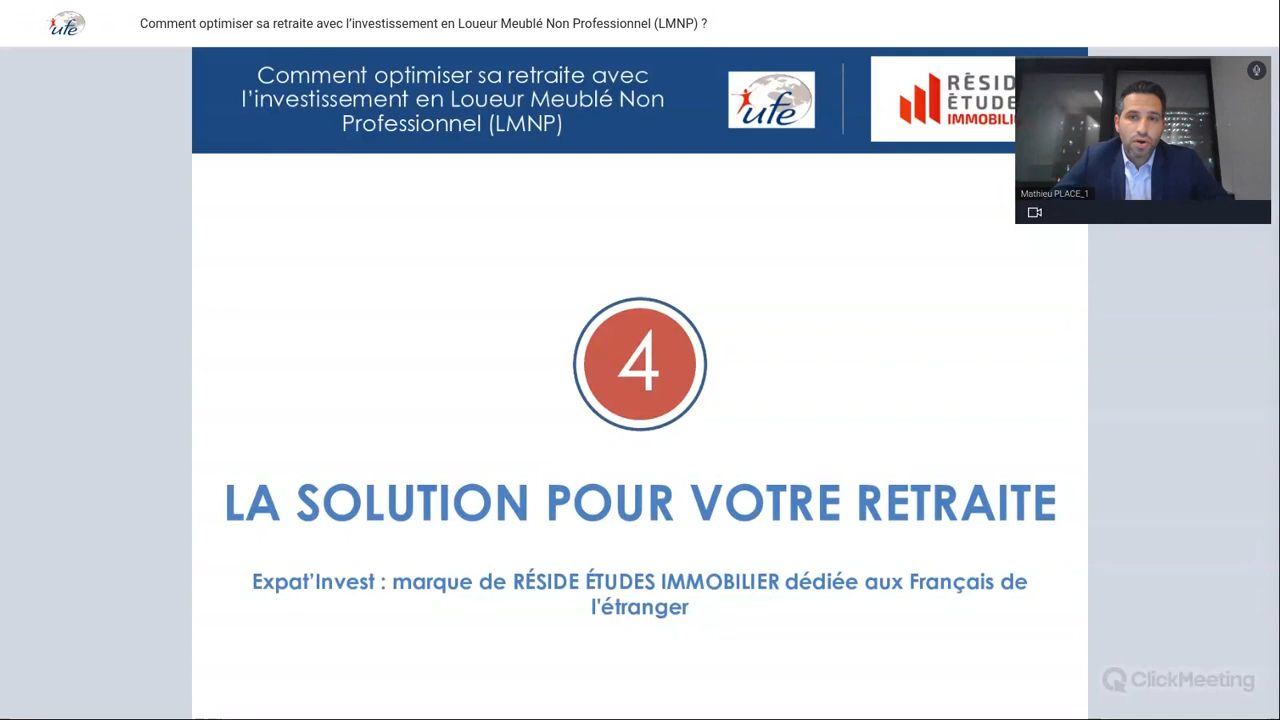 ufe
Comment optimiser sa retraite avec l’investissement en Loueur Meublé Non Professionnel (LMNP) ?
Comment optimiser sa retraite avec
l’investissement en Loueur Meublé Non
Professionnel (LMNP)
ufe
RÉSIDE
ÉTUDES
IMMOBILI
Mathieu PLACE_1
4
LA SOLUTION POUR VOTRE RETRAITE
Expat’Invest : marque de RÉSIDE ÉTUDES IMMOBILIER dédiée aux Français de
l'étranger
ClickMeeting